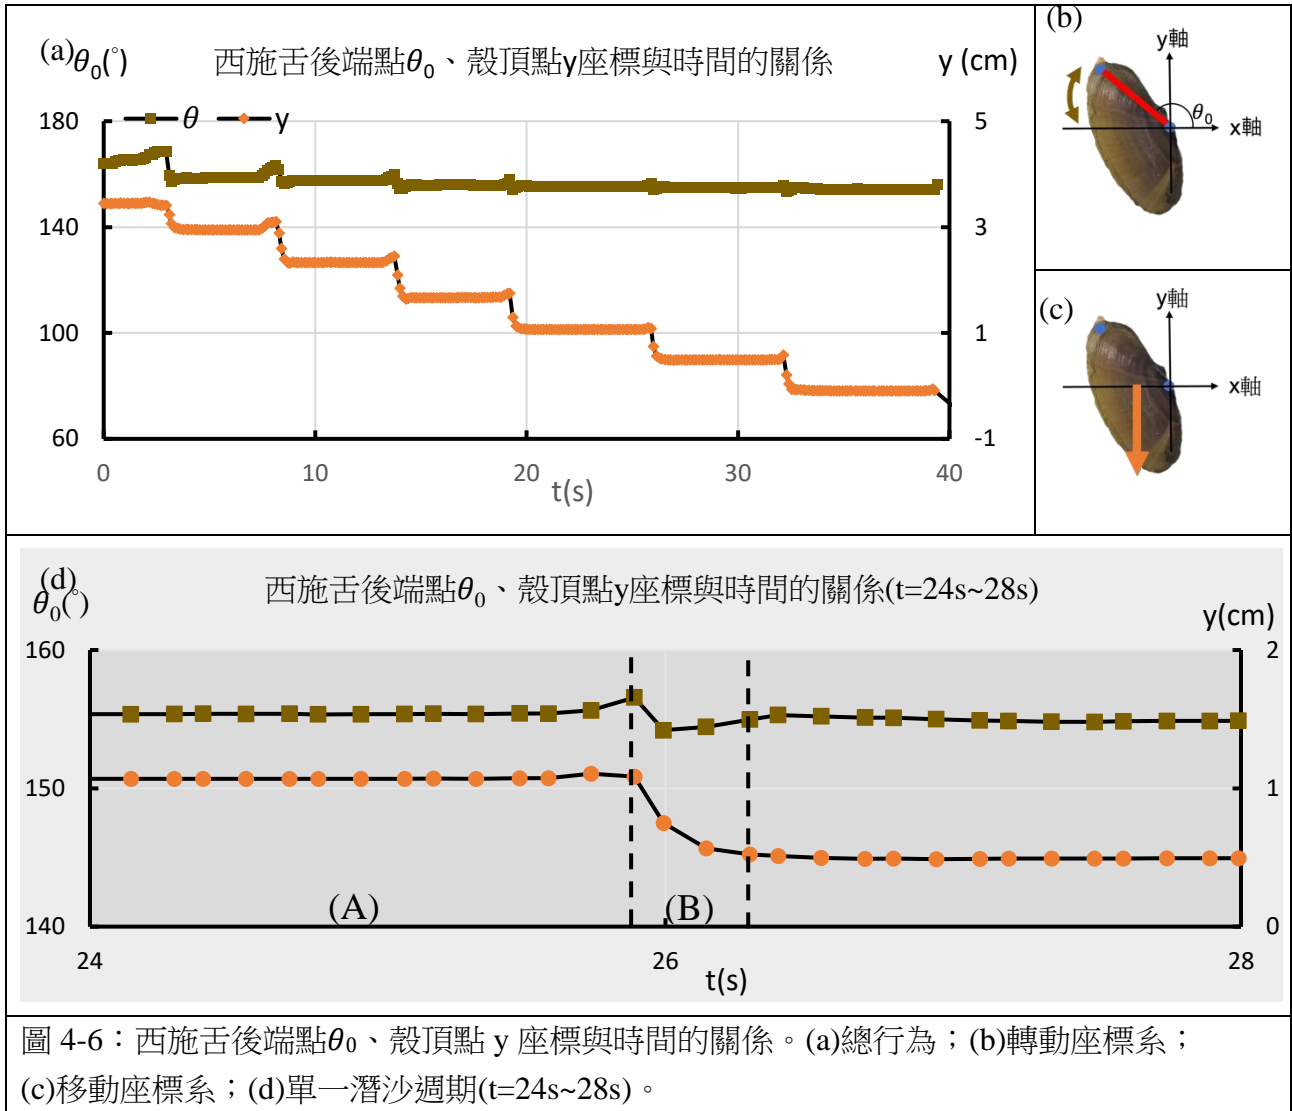 (a)
θ₀(°)
西施舌後端點θ₀、殼頂點y座標與時間的關係
y (cm)
θ
y
180
140
100
60
5
3
1
-1
0
10
20
30
40
t(s)
(b)
y軸
θ₀
x軸
(c)
y軸
x軸
(d)
θ₀(°)
西施舌後端點θ₀、殼頂點y座標與時間的關係(t=24s~28s)
y(cm)
160
150
140
2
1
0
(A)
(B)
24
26
28
t(s)
圖 4-6：西施舌後端點θ₀、殼頂點 y 座標與時間的關係。(a)總行為；(b)轉動座標系；
(c)移動座標系；(d)單一潛沙週期(t=24s~28s)。